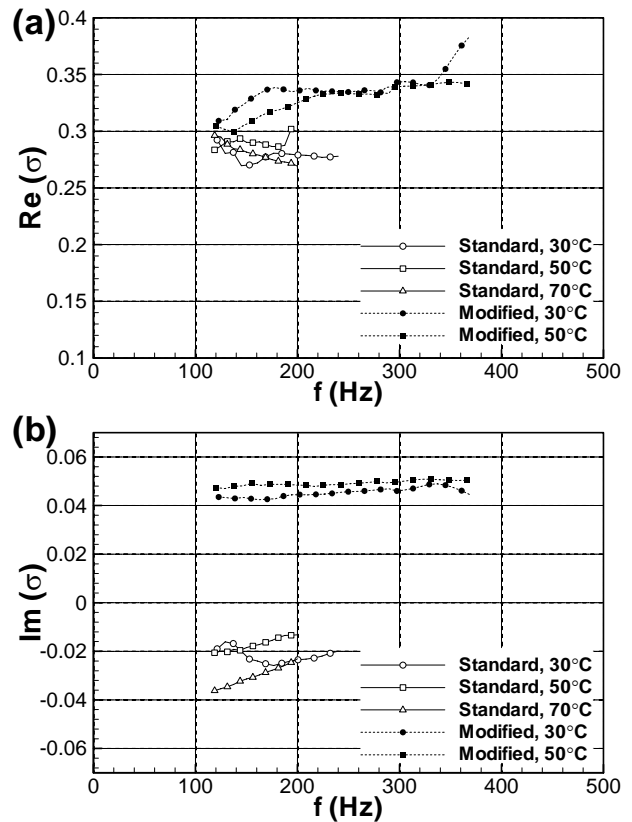 (a)
0.4
0.35
0.3
0.25
0.2
0.15
0.1
Re (σ)
Standard, 30°C
Standard, 50°C
Standard, 70°C
Modified, 30°C
Modified, 50°C
0 100 200 300 400 500
f (Hz)
(b)
0.06
0.04
0.02
0
-0.02
-0.04
-0.06
Im (σ)
Standard, 30°C
Standard, 50°C
Standard, 70°C
Modified, 30°C
Modified, 50°C
0 100 200 300 400 500
f (Hz)